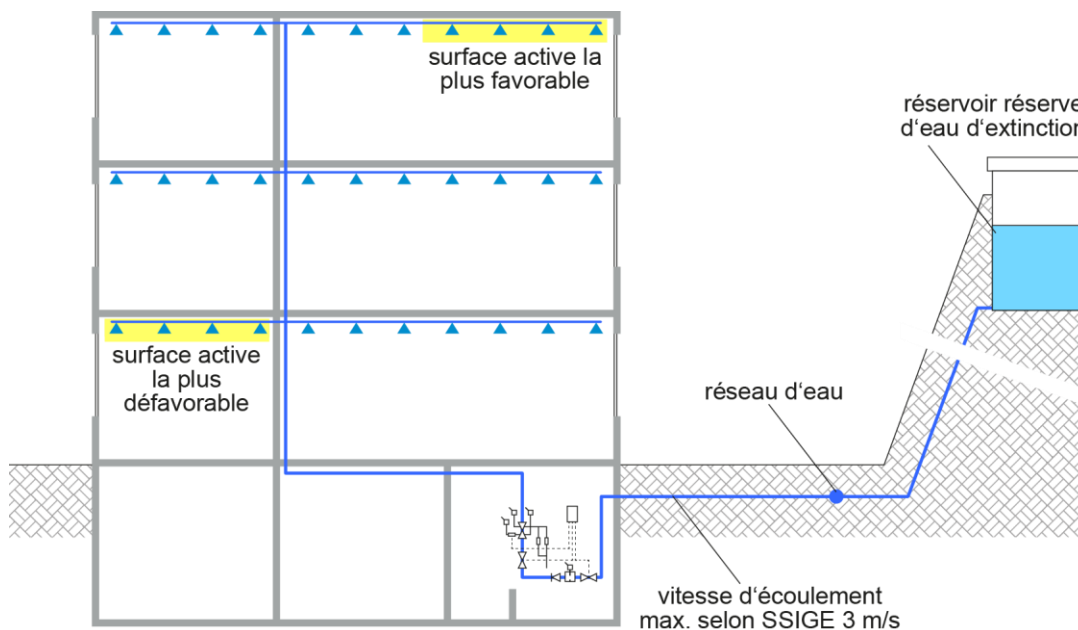 surface active la
plus favorable
réservoir réserve
d'eau d'extinction
surface active
la plus
défavorable
réseau d'eau
vitesse d'écoulement
max. selon SSIGE 3 m/s